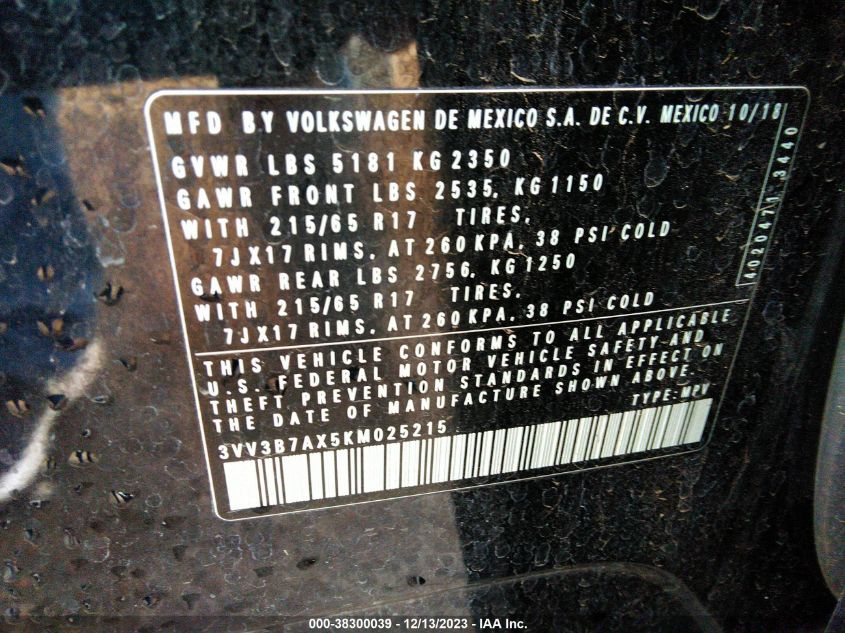 MFD BY VOLKSWAGEN DE MEXICO S.A. DE C.V. MEXICO 10/18
GVWR LBS 5181 KG 2350
GAWR FRONT LBS 2535, KG 1150
WITH 215/65 R17 TIRES,
7JX17 RIMS, AT 260 KPA, 38 PSI COLD
GAWR REAR LBS 2756, KG 1250
WITH 215/65 R17 TIRES,
7JX17 RIMS, AT 260 KPA, 38 PSI COLD
4020471 3440
THIS VEHICLE CONFORMS TO ALL APPLICABLE
U.S. FEDERAL MOTOR VEHICLE SAFETY AND
THEFT PREVENTION STANDARDS IN EFFECT ON
THE DATE OF MANUFACTURE SHOWN ABOVE.
3VV3B7AX5KM025215 TYPE: MPV
000-38300039 - 12/13/2023 - IAA Inc.